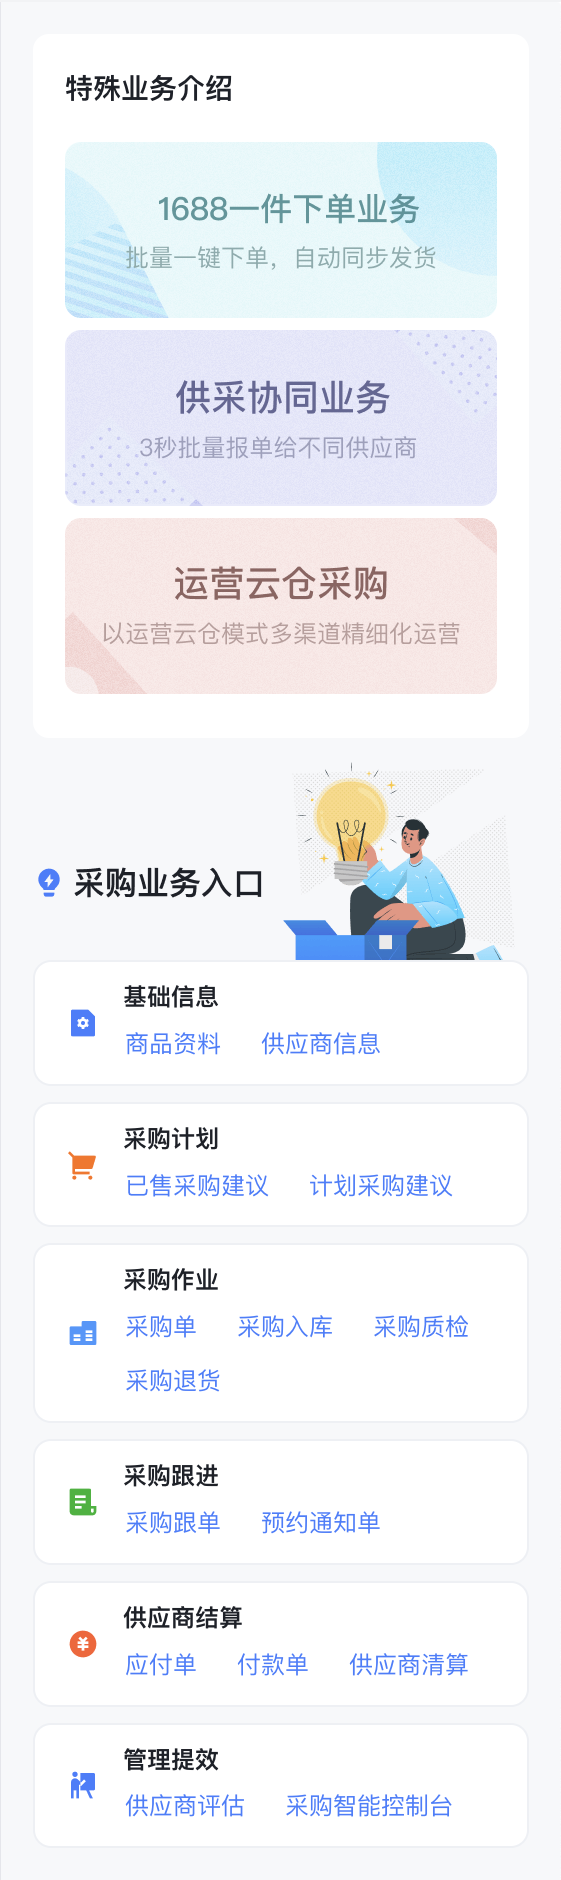 特殊业务介绍
1688一件下单业务
批量一键下单，自动同步发货
供采协同业务
3秒批量报单给不同供应商
运营云仓采购
以运营云仓模式多渠道精细化运营
采购业务入口
基础信息
商品资料 供应商信息
采购计划
已售采购建议 计划采购建议
采购作业
采购单 采购入库 采购质检
采购退货
采购跟进
采购跟单 预约通知单
供应商结算
应付单 付款单 供应商清算
管理提效
供应商评估 采购智能控制台